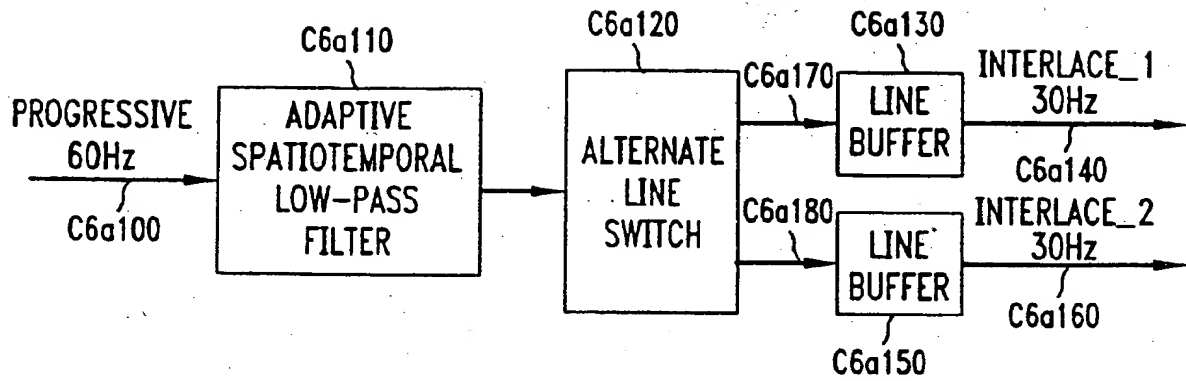 C6a110
C6a120
C6a130
PROGRESSIVE
60Hz
C6a100
ADAPTIVE
SPATIOTEMPORAL
LOW-PASS
FILTER
ALTERNATE
LINE
SWITCH
C6a170
LINE
BUFFER
INTERLACE_1
30Hz
C6a140
C6a180
LINE
BUFFER
INTERLACE_2
30Hz
C6a160
C6a150